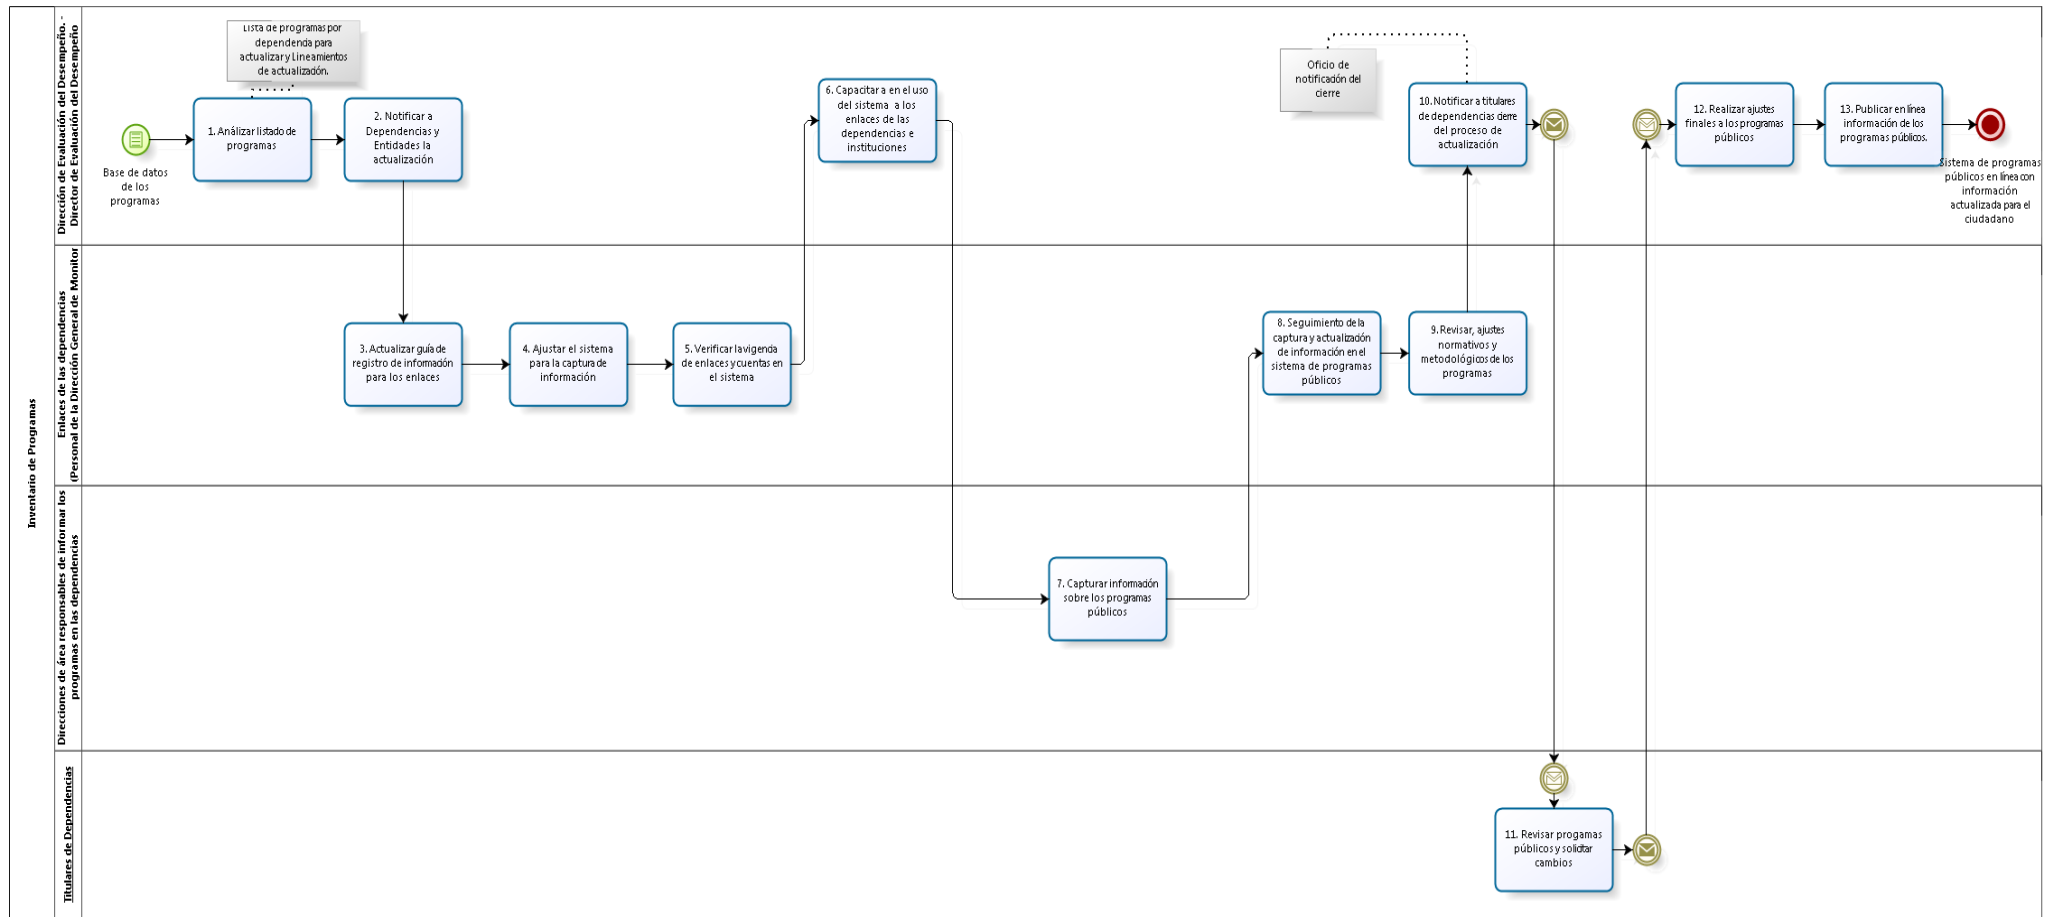 Inventario de Programas
Dirección de Evaluación del Desempeño. -
Director de Evaluación del Desempeño
Lista de programas por
dependencia para
actualizar y Lineamientos
de actualización.
Base de datos
de los
programas
1. Análizar listado de
programas
2. Notificar a
Dependencias y
Entidades la
actualización
6. Capacitar a en el uso
del sistema a los
enlaces de las
dependencias e
instituciones
Oficio de
notificación del
cierre
10. Notificar a titulares
de dependencias cierre
del proceso de
actualización
12. Realizar ajustes
finales a los programas
públicos
13. Publicar en línea
información de los
programas públicos.
Sistema de programas
públicos en línea con
información
actualizada para el
ciudadano
Enlaces de las dependencias
(Personal de la Dirección General de Monitor
3. Actualizar guía de
registro de información
para los enlaces
4. Ajustar el sistema
para la captura de
información
5. Verificar la vigencia
de enlaces y cuentas en
el sistema
8. Seguimiento de la
captura y actualización
de información en el
sistema de programas
públicos
9. Revisar, ajustes
normativos y
metodológicos de los
programas
Direcciones de área responsables de informar los
programas en las dependencias
7. Capturar información
sobre los programas
públicos
Titulares de Dependencias
11. Revisar progamas
públicos y solicitar
cambios